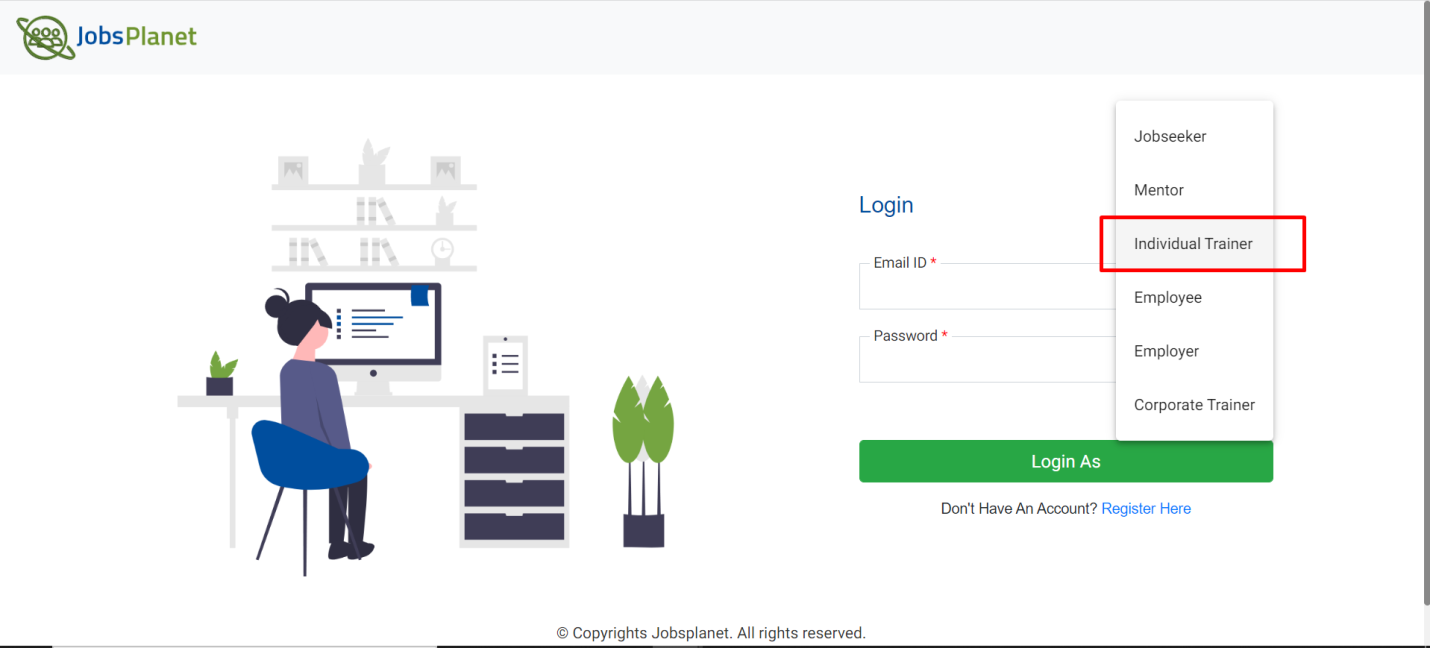 JobsPlanet
Jobseeker
Mentor
Login
Individual Trainer
Email ID *
Employee
Password *
Employer
Corporate Trainer
Login As
Don't Have An Account? Register Here
© Copyrights Jobsplanet. All rights reserved.